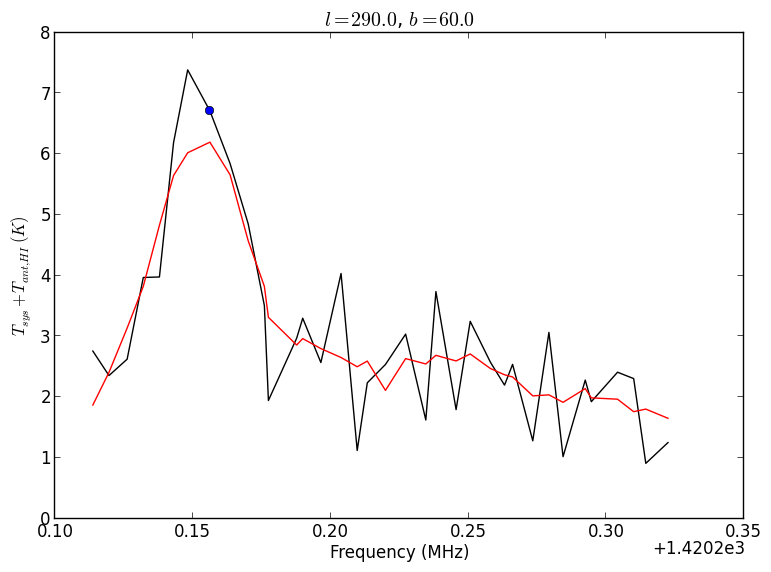 l = 290.0, b = 60.0
8
7
6
5
4
3
2
1
0
T_sys + T_ant,HI (K)
0.10 0.15 0.20 0.25 0.30 0.35
+1.4202e3
Frequency (MHz)